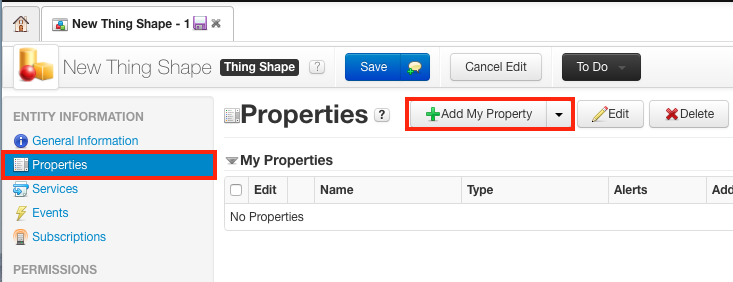 New Thing Shape - 1
New Thing Shape Thing Shape ? Save Cancel Edit To Do
ENTITY INFORMATION
General Information
Properties
Services
Events
Subscriptions
PERMISSIONS
Properties ? Add My Property Edit Delete
My Properties
Edit Name Type Alerts Add
No Properties